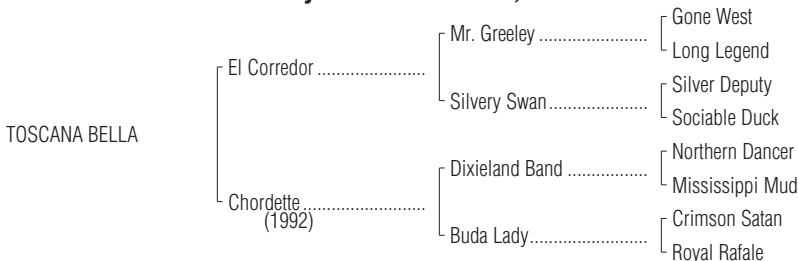 Gone West
Mr. Greeley ......................
Long Legend
El Corredor ......................
Silver Deputy
Silvery Swan....................
Sociable Duck
TOSCANA BELLA
Northern Dancer
Dixieland Band ................
Mississippi Mud
Chordette.........................
(1992)
Crimson Satan
Buda Lady........................
Royal Rafale